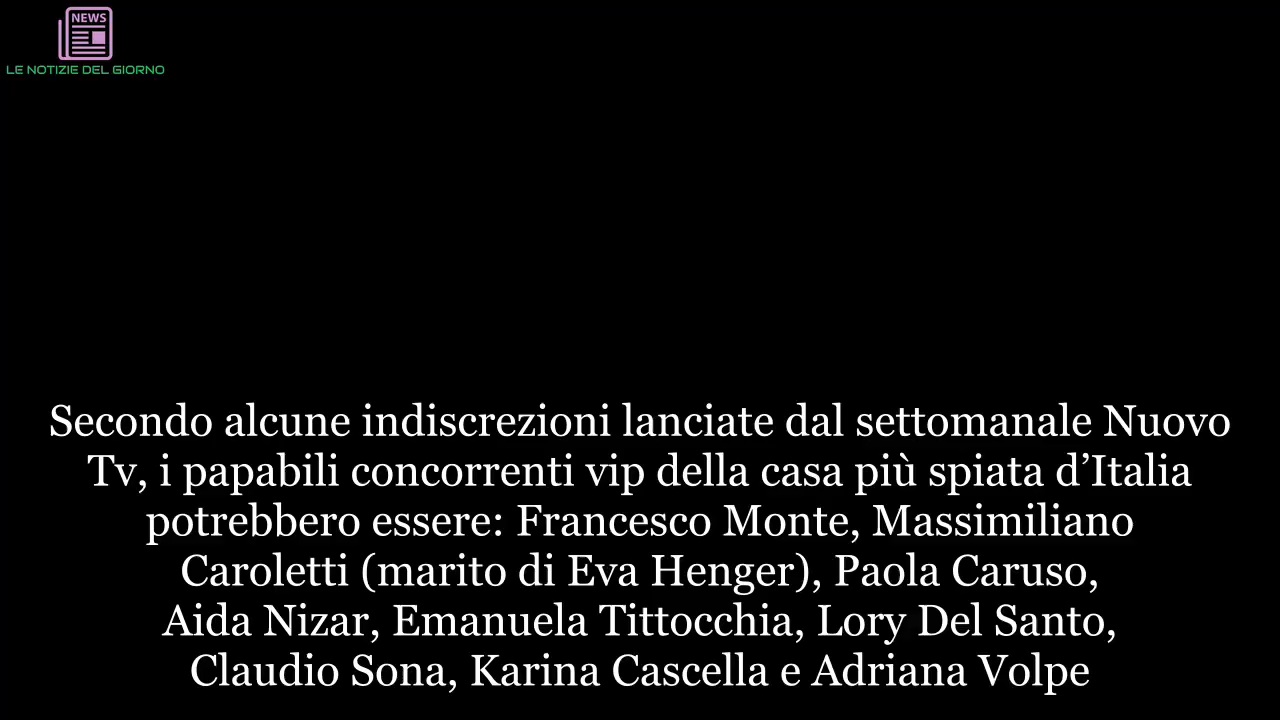 NEWS
LE NOTIZIE DEL GIORNO
Secondo alcune indiscrezioni lanciate dal settomanale Nuovo
Tv, i papabili concorrenti vip della casa più spiata d’Italia
potrebbero essere: Francesco Monte, Massimiliano
Caroletti (marito di Eva Henger), Paola Caruso,
Aida Nizar, Emanuela Tittocchia, Lory Del Santo,
Claudio Sona, Karina Cascella e Adriana Volpe